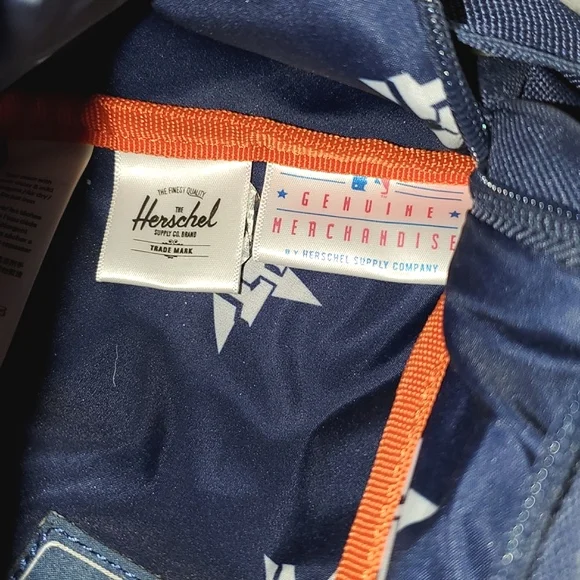 THE FINEST QUALITY
THE
Herschel
SUPPLY CO. BRAND
TRADE MARK
GENUINE
MERCHANDISE
BY HERSCHEL SUPPLY COMPANY